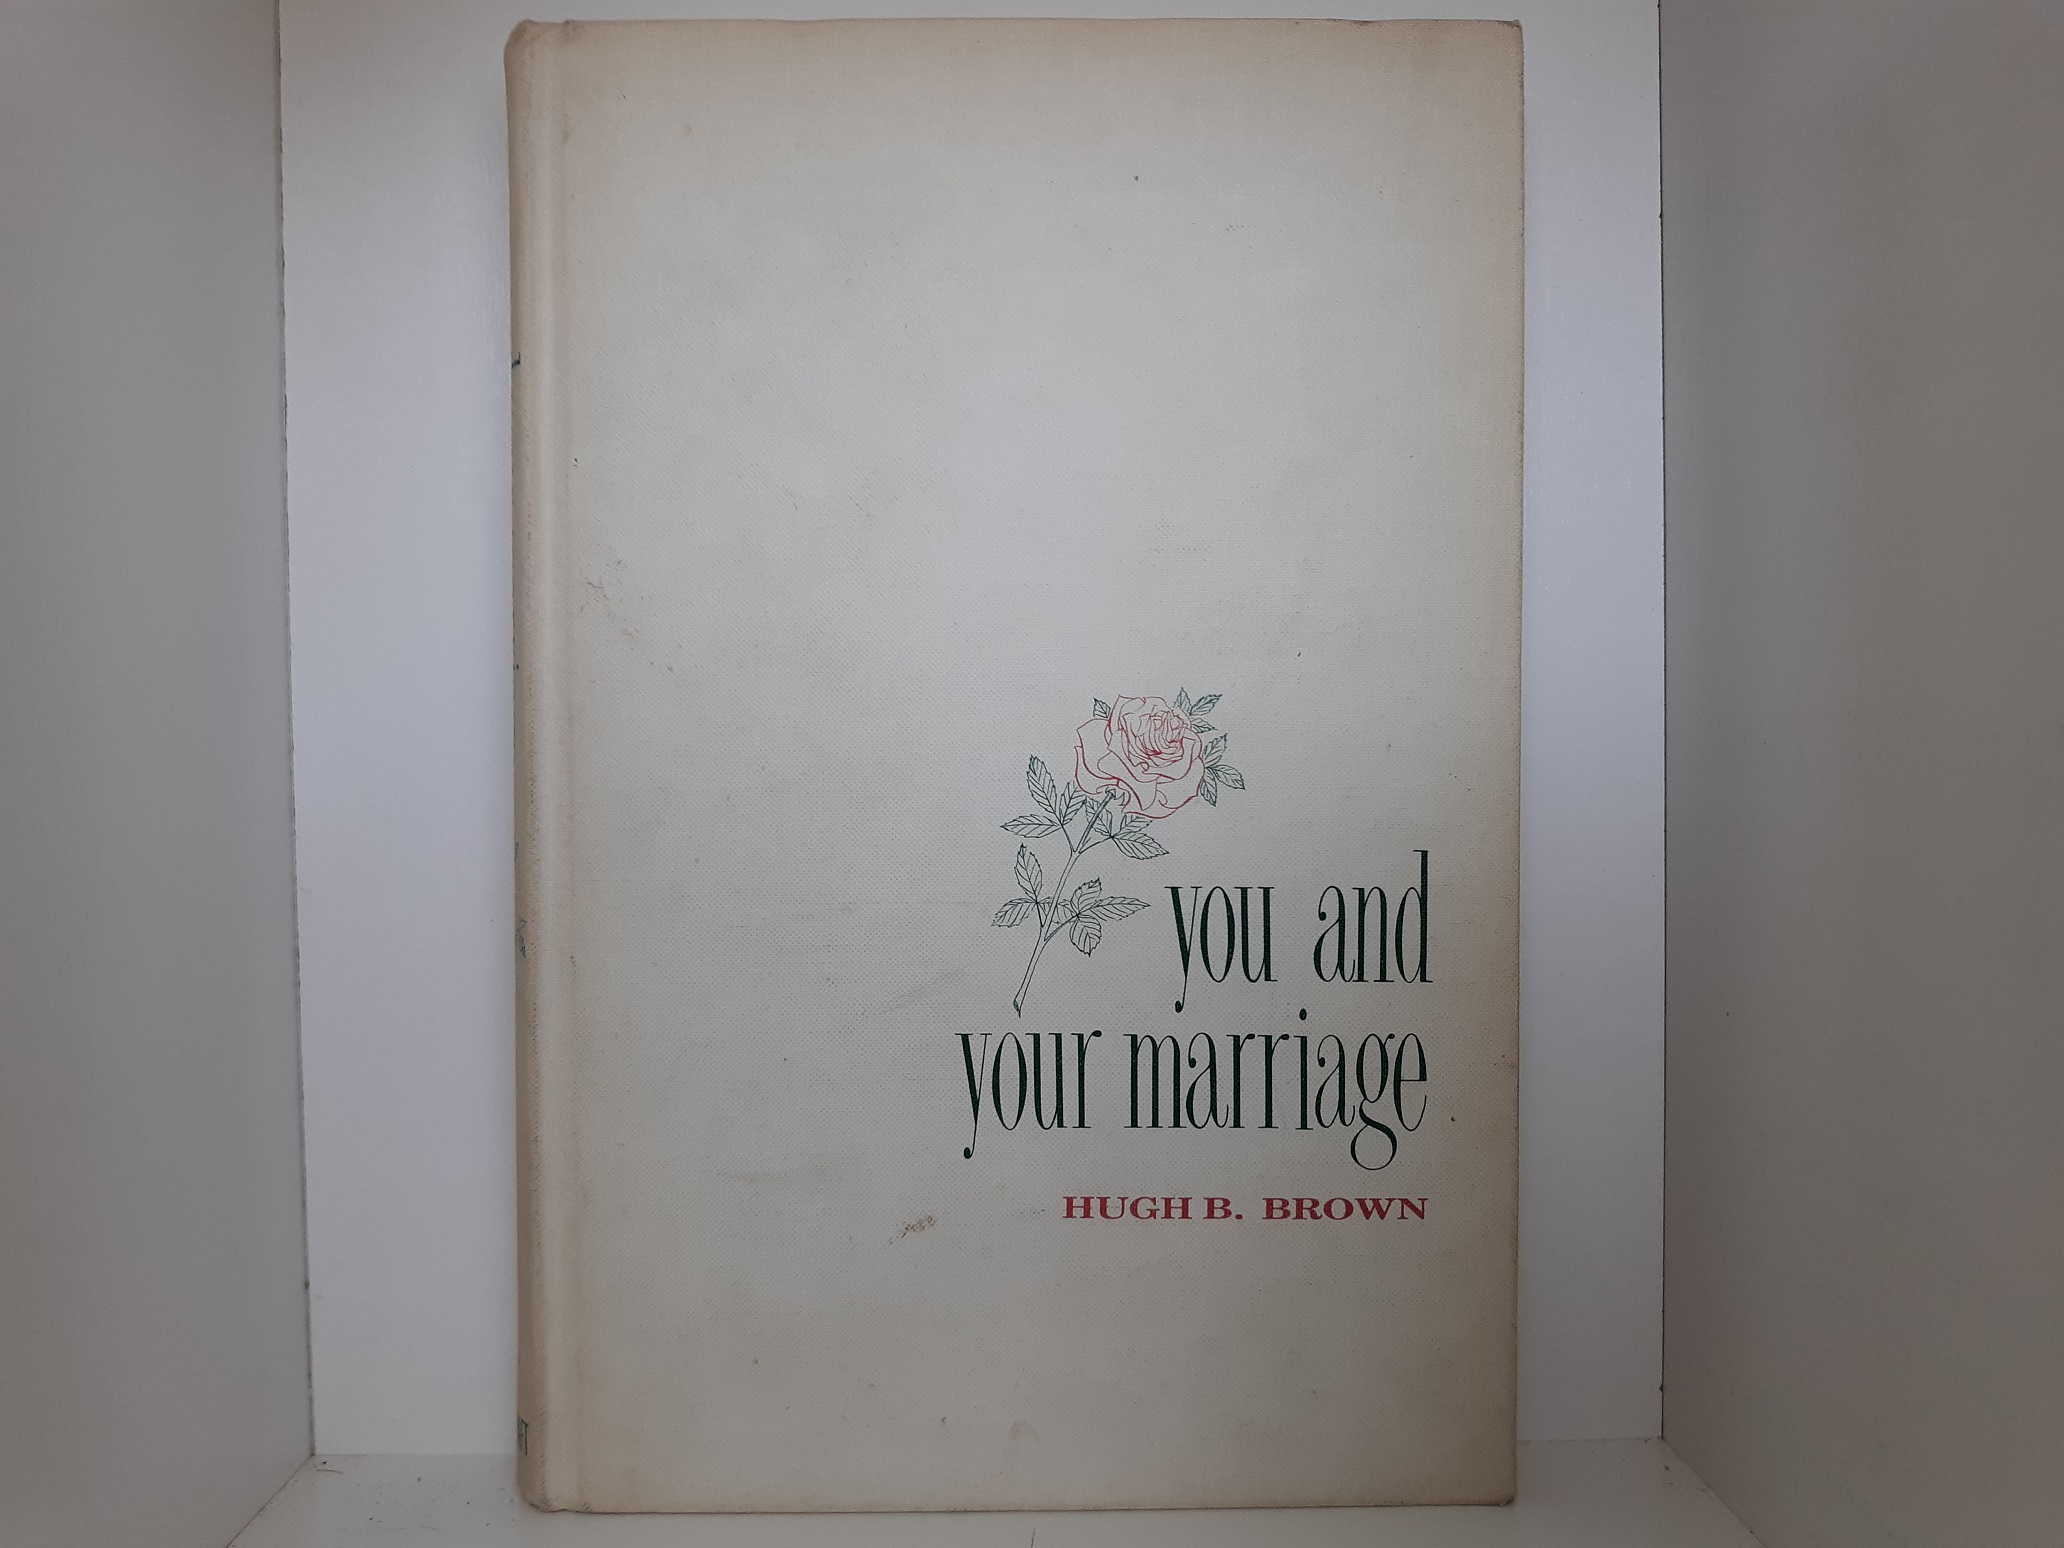 you and
your marriage
HUGH B. BROWN